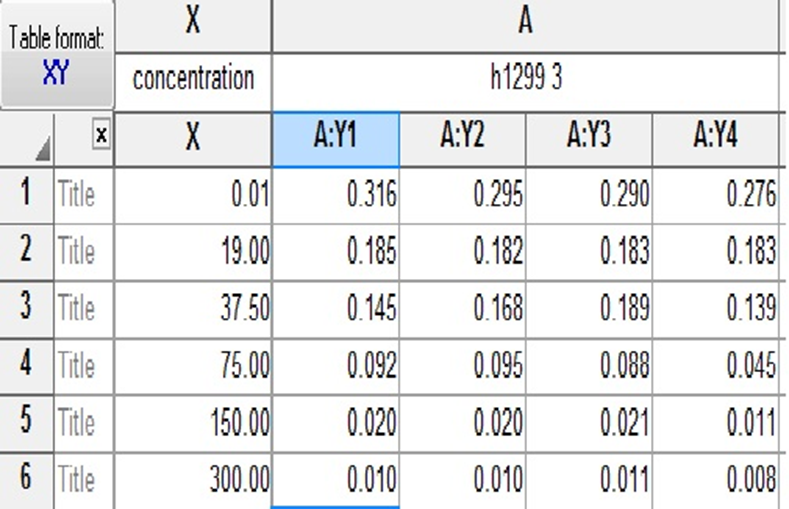 Table format: X A
XY concentration h1299 3
x X A:Y1 A:Y2 A:Y3 A:Y4
1 Title 0.01 0.316 0.295 0.290 0.276
2 Title 19.00 0.185 0.182 0.183 0.183
3 Title 37.50 0.145 0.168 0.189 0.139
4 Title 75.00 0.092 0.095 0.088 0.045
5 Title 150.00 0.020 0.020 0.021 0.011
6 Title 300.00 0.010 0.010 0.011 0.008